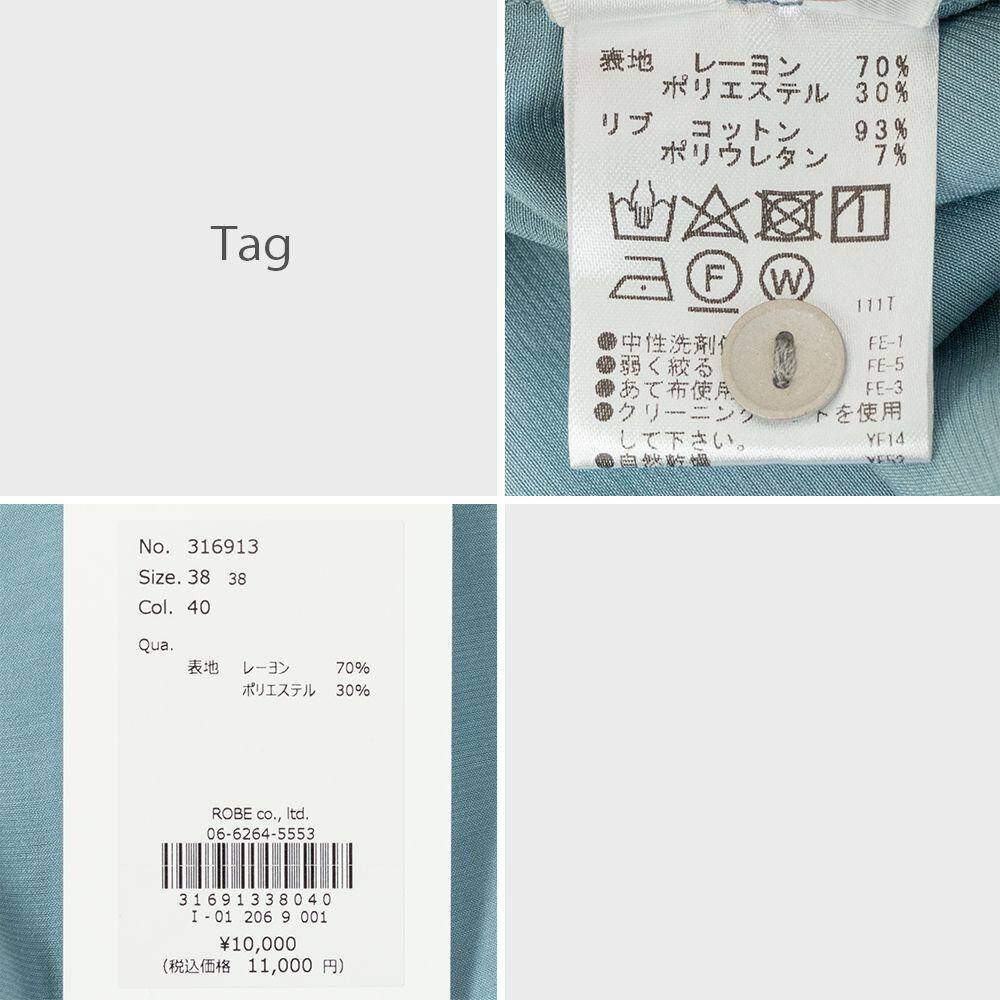 Tag
表地 レーヨン 70%
ポリエステル 30%
リブ コットン 93%
ポリウレタン 7%
F W
111T
●中性洗剤 FE-1
●弱く絞る FE-5
●あて布使用 FE-3
●クリーニング を使用
して下さい。 YF14
●自然乾燥 YF52
No. 316913
Size. 38 38
Col. 40
Qua.
表地 レーヨン 70%
ポリエステル 30%
ROBE co., ltd.
06-6264-5553
31691338040
I-01 206 9 001
¥10,000
(税込価格 11,000 円)